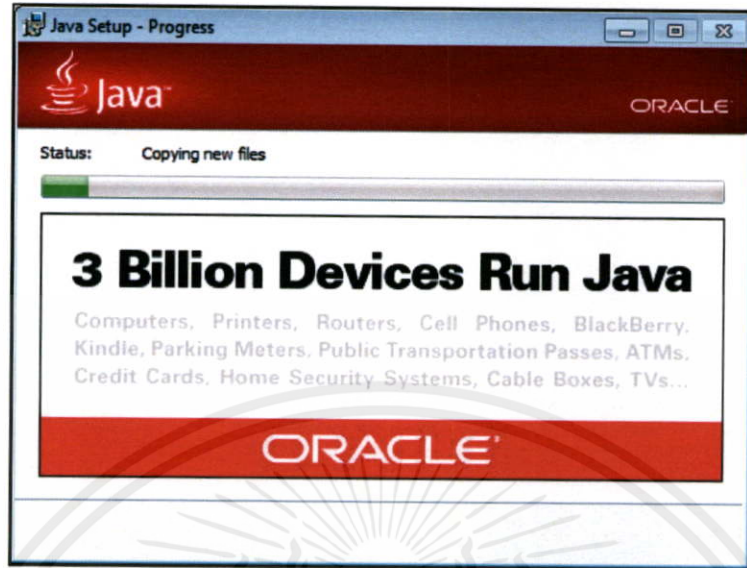 Java Setup - Progress
Java™
ORACLE
Status: Copying new files
3 Billion Devices Run Java
Computers, Printers, Routers, Cell Phones, BlackBerry,
Kindle, Parking Meters, Public Transportation Passes, ATMs,
Credit Cards, Home Security Systems, Cable Boxes, TVs...
ORACLE®